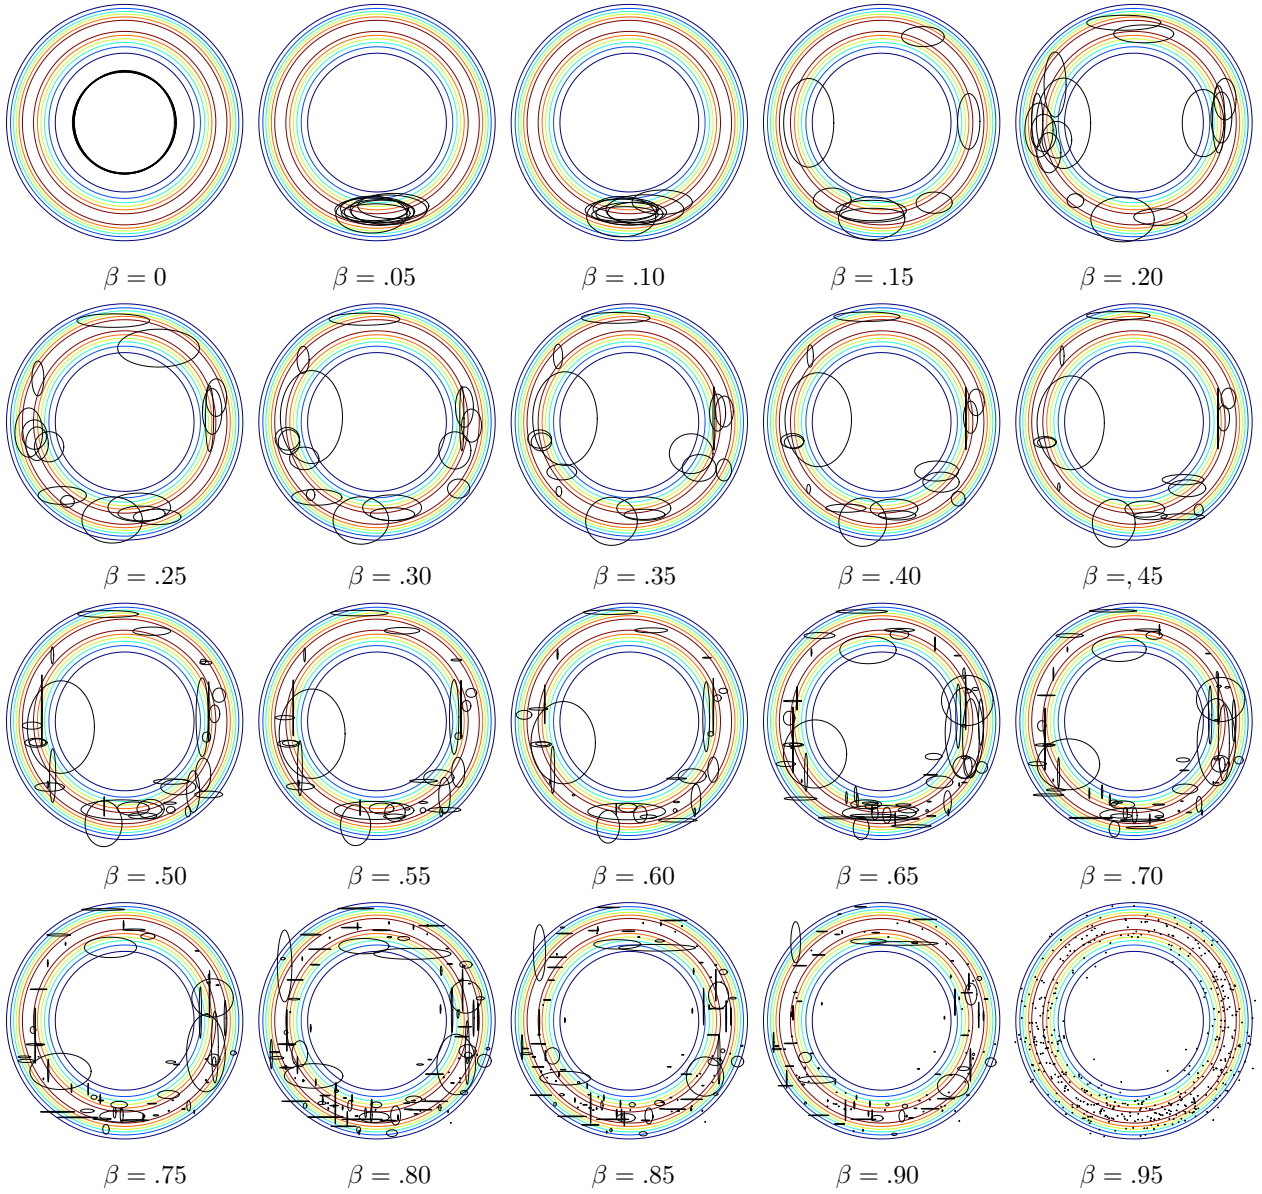 β = 0 β = .05 β = .10 β = .15 β = .20
β = .25 β = .30 β = .35 β = .40 β =, 45
β = .50 β = .55 β = .60 β = .65 β = .70
β = .75 β = .80 β = .85 β = .90 β = .95